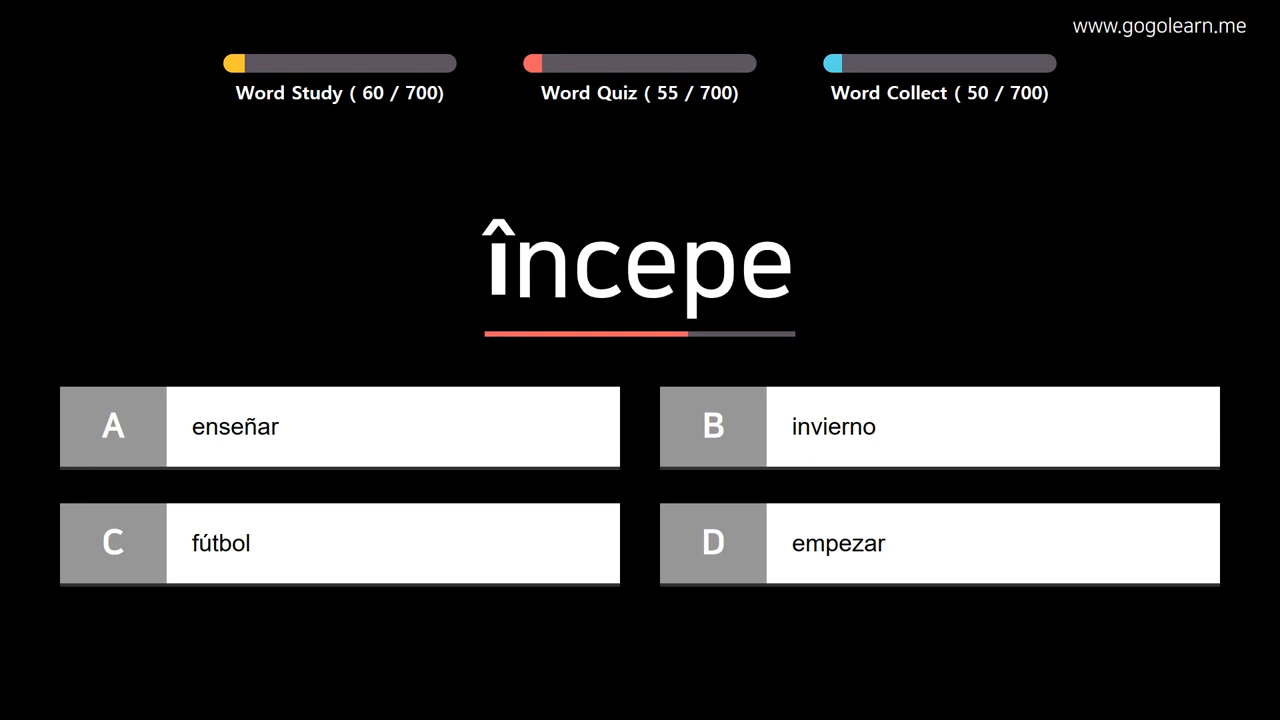 www.gogolearn.me
Word Study ( 60 / 700)
Word Quiz ( 55 / 700)
Word Collect ( 50 / 700)
începe
A
enseñar
B
invierno
C
fútbol
D
empezar